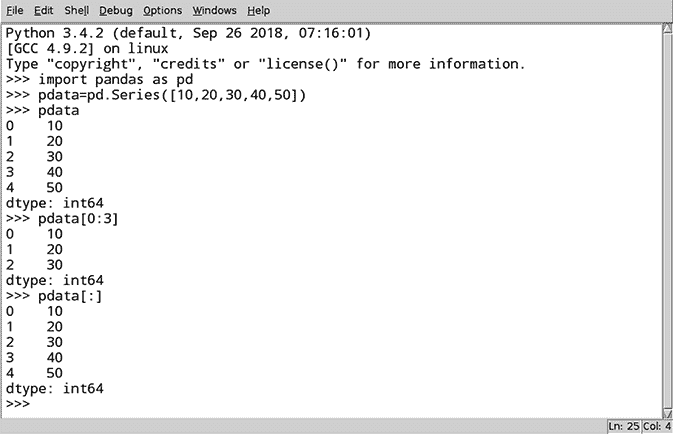 File Edit Shell Debug Options Windows Help
Python 3.4.2 (default, Sep 26 2018, 07:16:01)
[GCC 4.9.2] on linux
Type "copyright", "credits" or "license()" for more information.
>>> import pandas as pd
>>> pdata=pd.Series([10,20,30,40,50])
>>> pdata
0    10
1    20
2    30
3    40
4    50
dtype: int64
>>> pdata[0:3]
0    10
1    20
2    30
dtype: int64
>>> pdata[:]
0    10
1    20
2    30
3    40
4    50
dtype: int64
>>>
Ln: 25 Col: 4